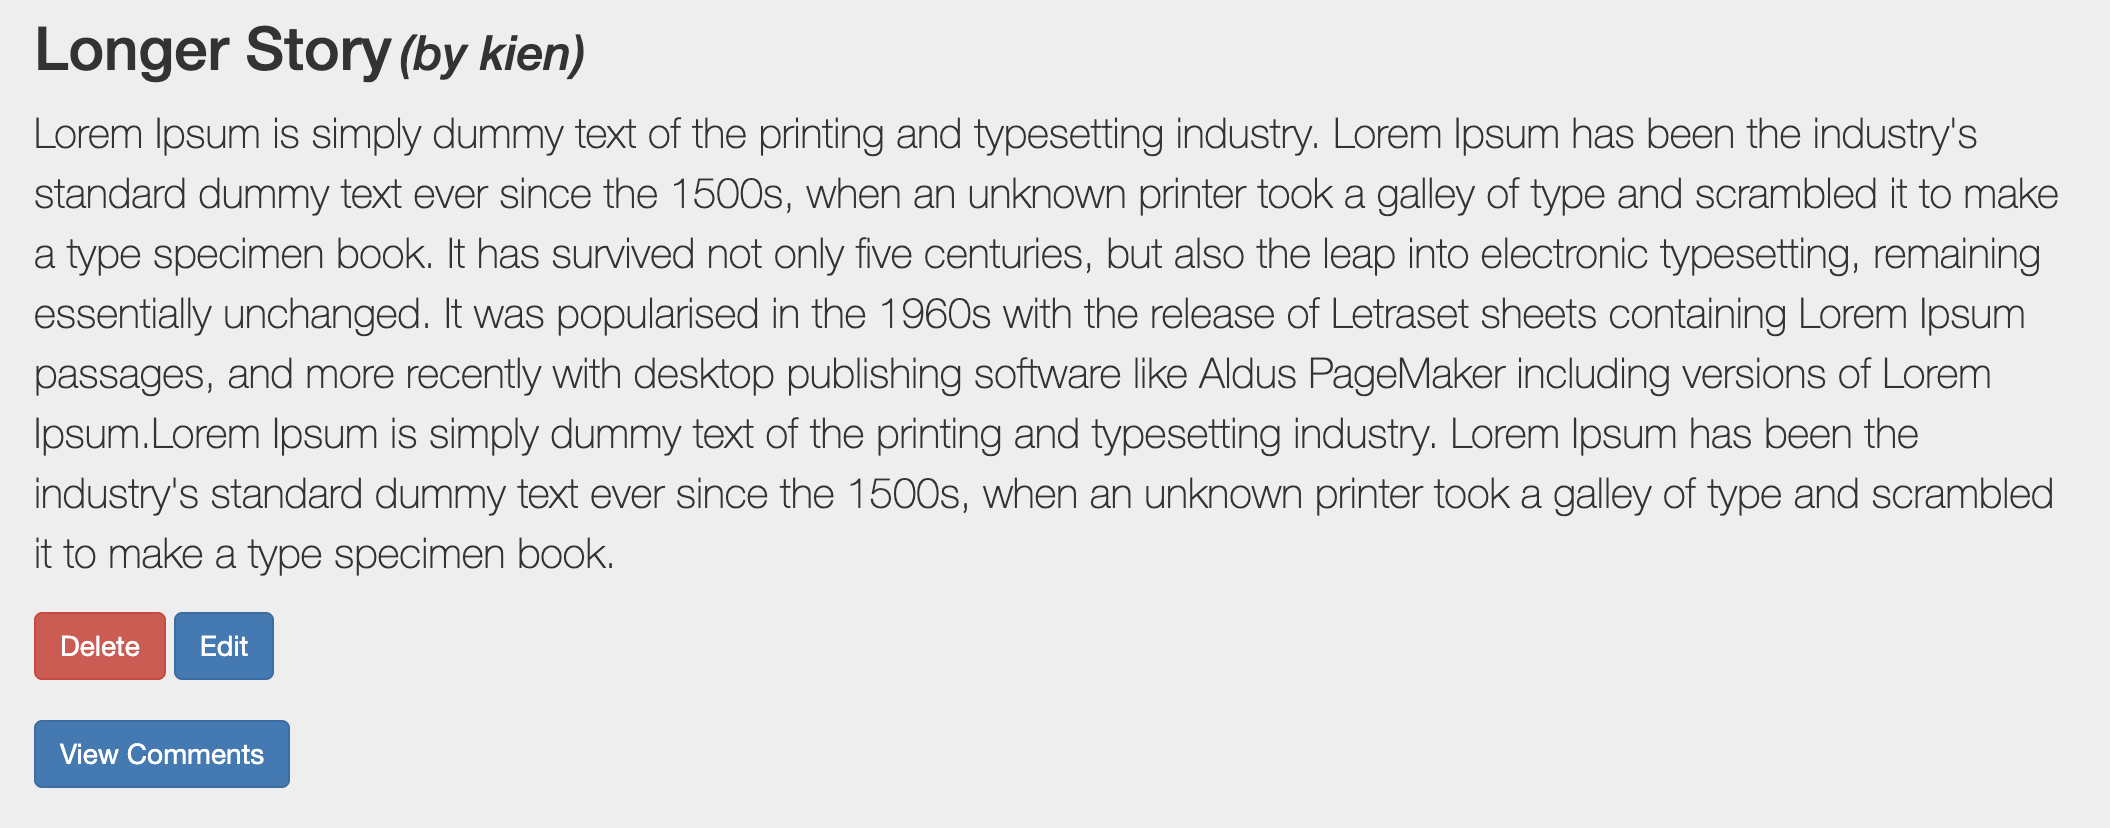 Longer Story (by kien)
Lorem Ipsum is simply dummy text of the printing and typesetting industry. Lorem Ipsum has been the industry's
standard dummy text ever since the 1500s, when an unknown printer took a galley of type and scrambled it to make
a type specimen book. It has survived not only five centuries, but also the leap into electronic typesetting, remaining
essentially unchanged. It was popularised in the 1960s with the release of Letraset sheets containing Lorem Ipsum
passages, and more recently with desktop publishing software like Aldus PageMaker including versions of Lorem
Ipsum.Lorem Ipsum is simply dummy text of the printing and typesetting industry. Lorem Ipsum has been the
industry's standard dummy text ever since the 1500s, when an unknown printer took a galley of type and scrambled
it to make a type specimen book.
Delete Edit
View Comments